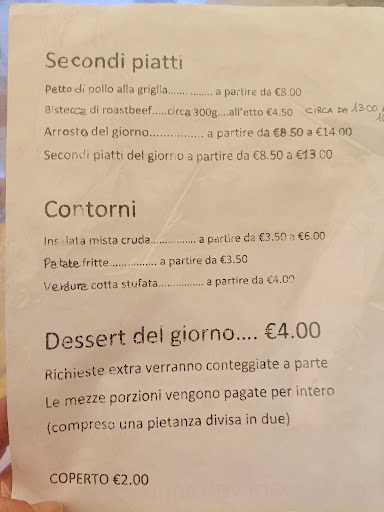 Secondi piatti
Petto di pollo alla griglia............... a partire da €8.00
Bistecca di roastbeef.....circa 300g....all'etto €4.50 CIRCA DA 13.00
Arrosto del giorno............... a partire da €8.50 a €14.00
Secondi piatti del giorno a partire da €8.50 a €13.00
Contorni
Insalata mista cruda............... a partire da €3.50 a €6.00
Patate fritte............... a partire da €3.50
Verdura cotta stufata............... a partire da €4.00
Dessert del giorno.... €4.00
Richieste extra verranno conteggiate a parte
Le mezze porzioni vengono pagate per intero
(compreso una pietanza divisa in due)
COPERTO €2.00